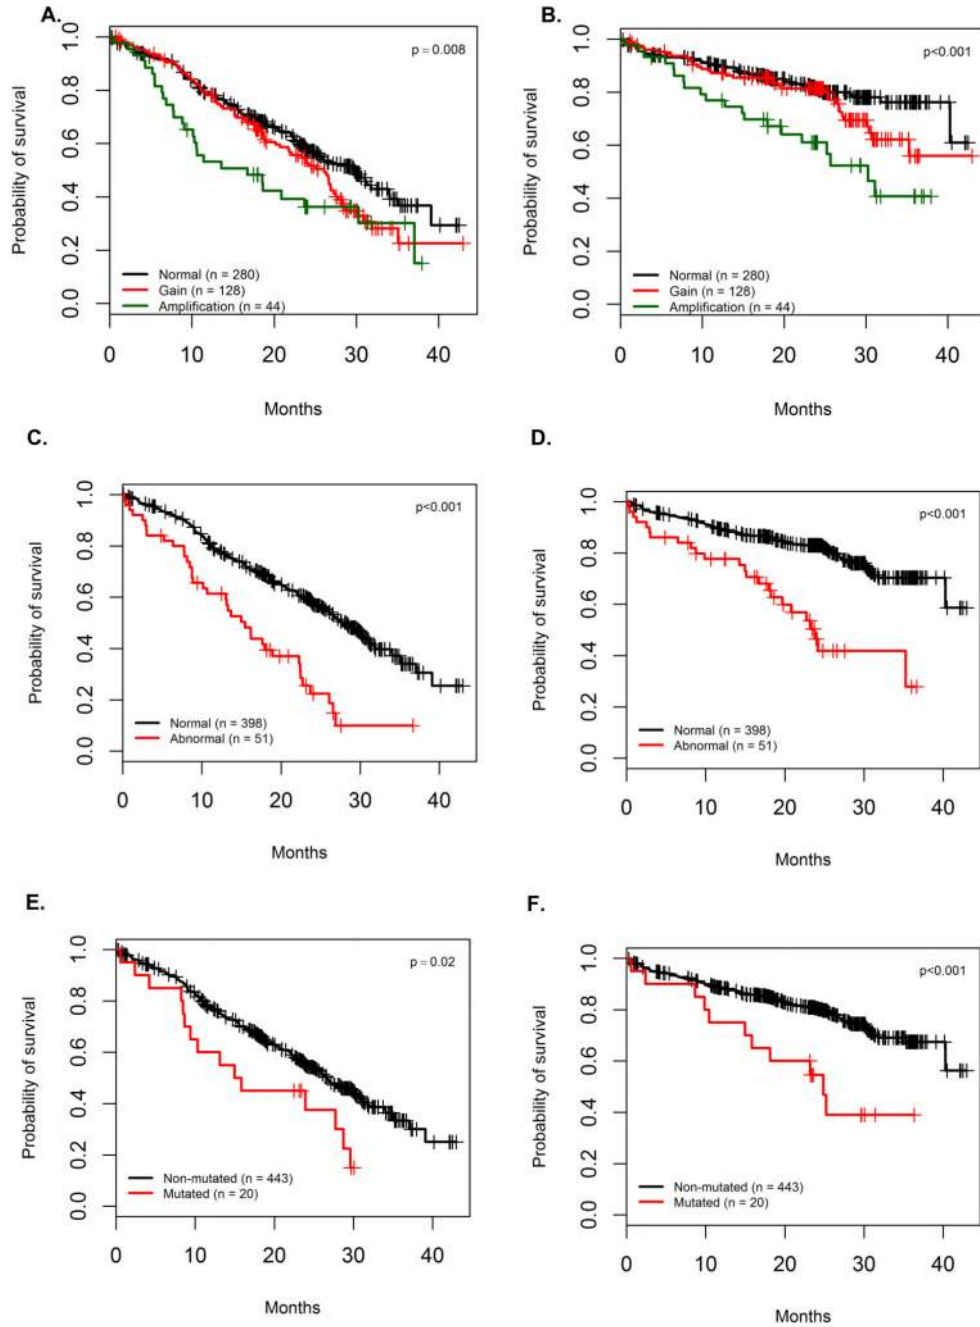 A.
Probability of survival
0.0 0.2 0.4 0.6 0.8 1.0
p = 0.008
Normal (n = 280)
Gain (n = 128)
Amplification (n = 44)
0 10 20 30 40
Months
B.
Probability of survival
0.0 0.2 0.4 0.6 0.8 1.0
p<0.001
Normal (n = 280)
Gain (n = 128)
Amplification (n = 44)
0 10 20 30 40
Months
C.
Probability of survival
0.0 0.2 0.4 0.6 0.8 1.0
p<0.001
Normal (n = 398)
Abnormal (n = 51)
0 10 20 30 40
Months
D.
Probability of survival
0.0 0.2 0.4 0.6 0.8 1.0
p<0.001
Normal (n = 398)
Abnormal (n = 51)
0 10 20 30 40
Months
E.
Probability of survival
0.0 0.2 0.4 0.6 0.8 1.0
p = 0.02
Non-mutated (n = 443)
Mutated (n = 20)
0 10 20 30 40
Months
F.
Probability of survival
0.0 0.2 0.4 0.6 0.8 1.0
p<0.001
Non-mutated (n = 443)
Mutated (n = 20)
0 10 20 30 40
Months